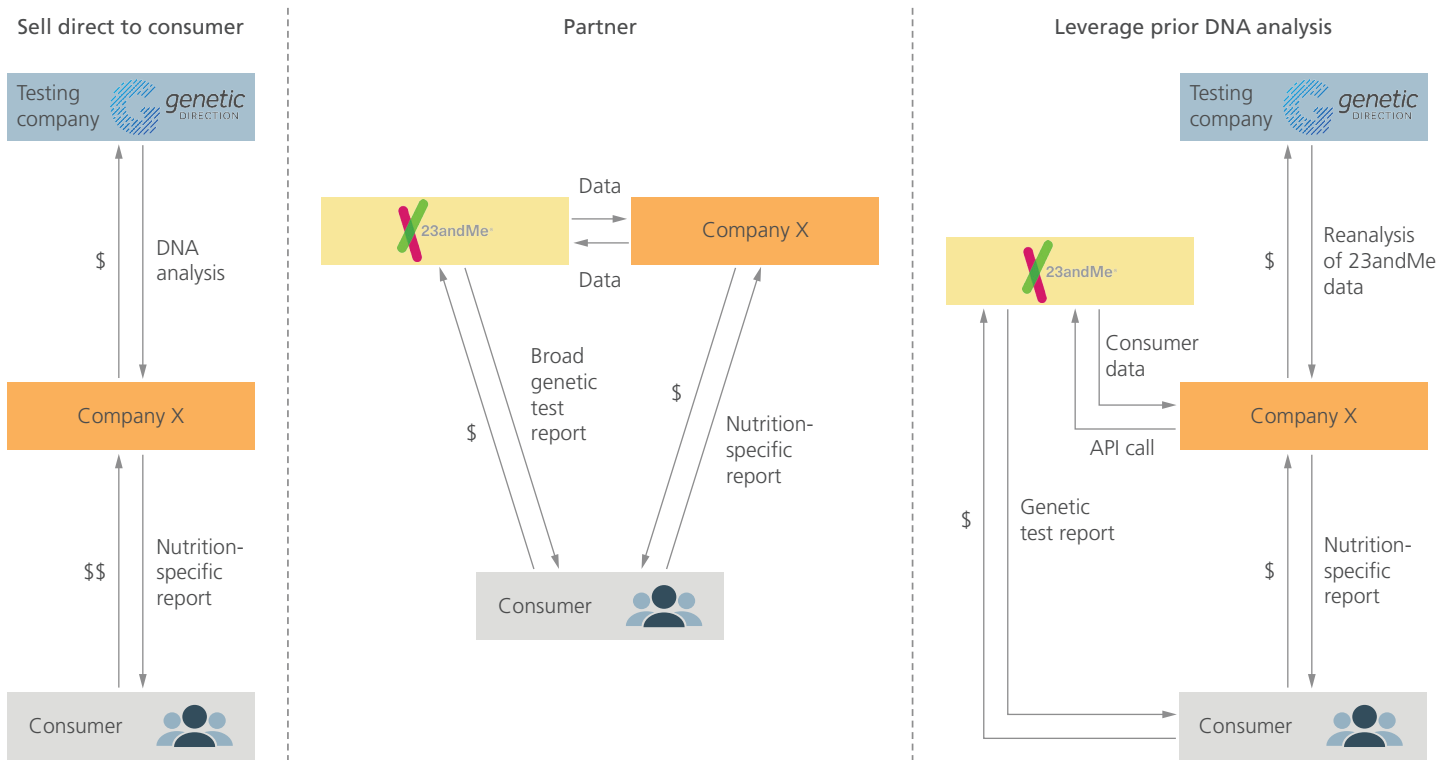 Sell direct to consumer
Testing
company
genetic
DIRECTION
$
DNA
analysis
Company X
$$
Nutrition-
specific
report
Consumer
Partner
23andMe
Data
Data
Company X
$
Broad
genetic
test
report
$
Nutrition-
specific
report
Consumer
Leverage prior DNA analysis
Testing
company
genetic
DIRECTION
$
Reanalysis
of 23andMe
data
23andMe
Consumer
data
API call
Company X
$
Genetic
test report
$
Nutrition-
specific
report
Consumer